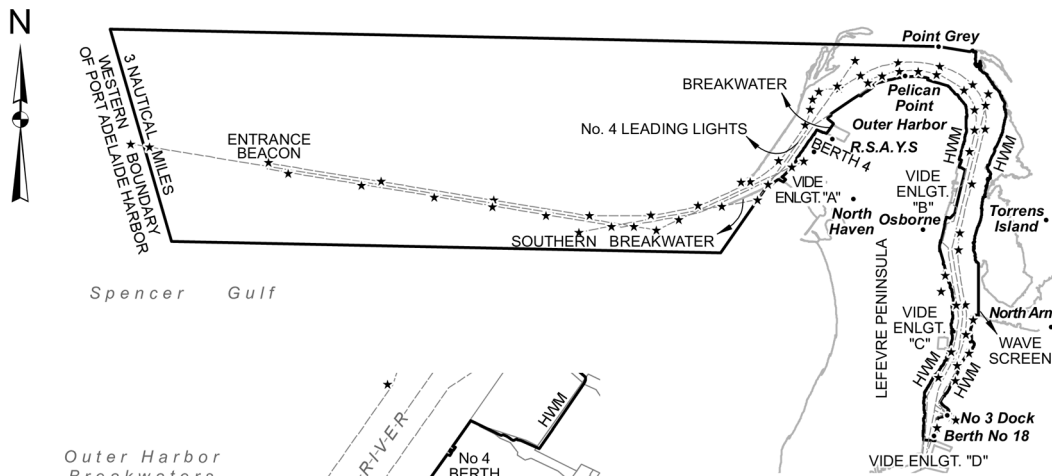 N
Point Grey
3 NAUTICAL MILES
WESTERN BOUNDARY
OF PORT ADELAIDE HARBOR
BREAKWATER
Pelican
Point
No. 4 LEADING LIGHTS
Outer Harbor
R.S.A.Y.S
BERTH 4
ENTRANCE
BEACON
HWM
HWM
VIDE
ENLGT. "A"
VIDE
ENLGT.
"B"
North
Haven
Osborne
Torrens
Island
SOUTHERN BREAKWATER
Spencer Gulf
LEFEVRE PENINSULA
VIDE
ENLGT.
"C"
North Arm
WAVE
SCREEN
HWM
HWM
No 3 Dock
Berth No 18
VIDE ENLGT. "D"
HWM
RIVER
No 4
BERTH
Outer Harbor
Breakwaters